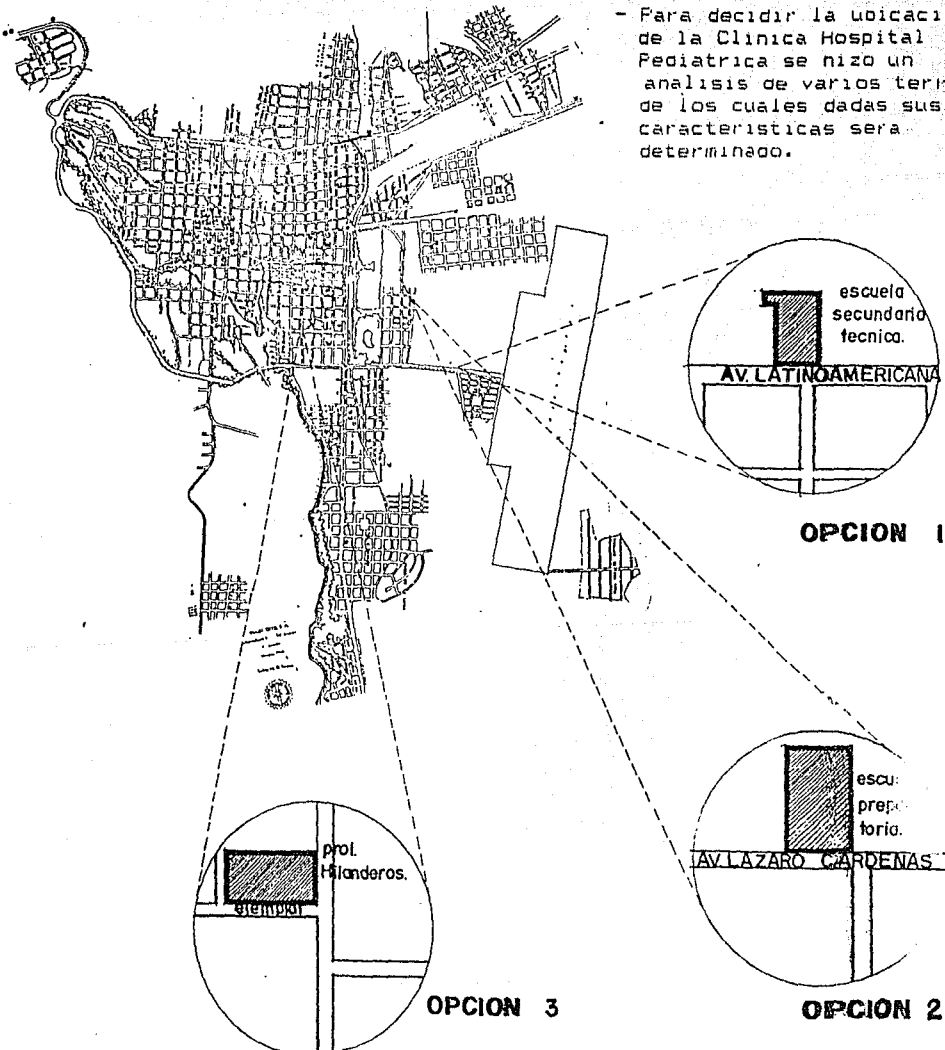 - Para decidir la ubicaci
de la Clinica Hospital
Pediatrica se hizo un
analisis de varios terr
de los cuales dadas sus
caracteristicas sera
determinado.
escuela
secundaria
tecnica.
AV. LATINOAMERICANA
OPCION 1
escu
prepa
toria.
AV. LAZARO CARDENAS
OPCION 2
prol.
Hilanderos.
ejemplar
OPCION 3